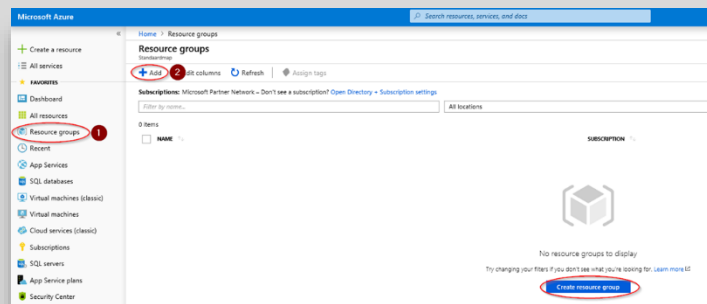 Microsoft Azure
Search resources, services, and docs
Home > Resource groups
Create a resource
All services
FAVORITES
Dashboard
All resources
Resource groups
1
Recent
App Services
SQL databases
Virtual machines (classic)
Virtual machines
Cloud services (classic)
Subscriptions
SQL servers
App Service plans
Security Center
Resource groups
Standaardmap
Add
2
dit columns
Refresh
Assign tags
Subscriptions: Microsoft Partner Network – Don't see a subscription? Open Directory + Subscription settings
Filter by name...
All locations
0 items
NAME
SUBSCRIPTION
No resource groups to display
Try changing your filters if you don't see what you're looking for. Learn more
Create resource group